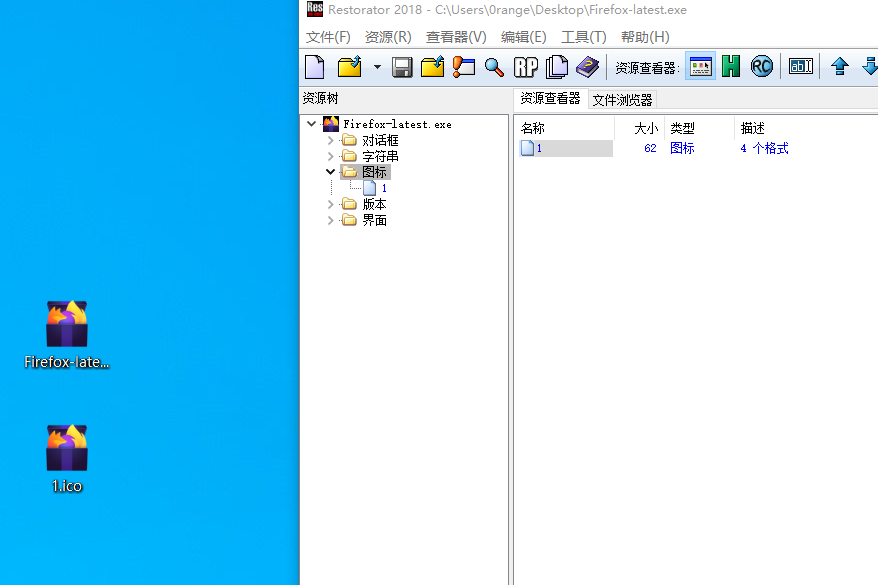 Restorator 2018 - C:\Users\0range\Desktop\Firefox-latest.exe
文件(F) 资源(R) 查看器(V) 编辑(E) 工具(T) 帮助(H)
RP 资源查看器: H RC ab|
资源树
资源查看器 文件浏览器
Firefox-latest.exe
对话框
字符串
图标
1
版本
界面
名称 大小 类型 描述
1 62 图标 4 个格式
Firefox-late...
1.ico